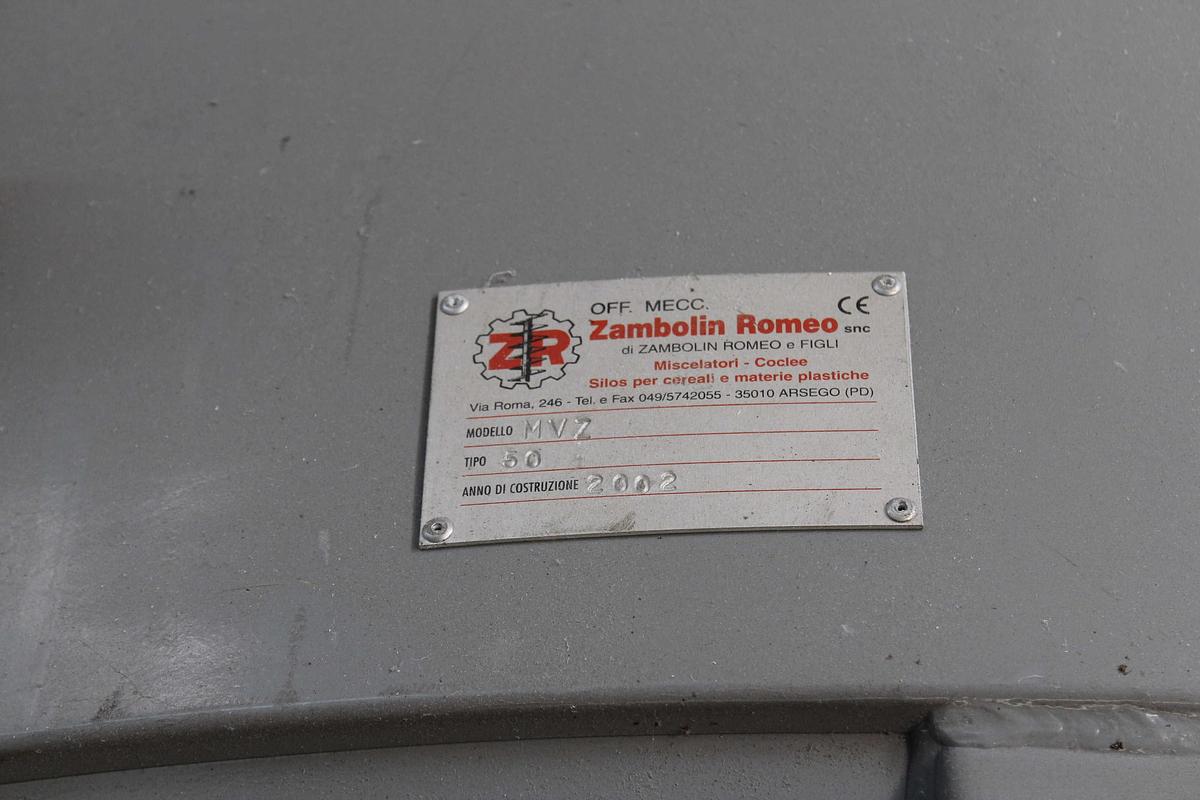 ZR
OFF. MECC.
CE
Zambolin Romeo snc
di ZAMBOLIN ROMEO e FIGLI
Miscelatori - Coclee
Silos per cereali e materie plastiche
Via Roma, 246 - Tel. e Fax 049/5742055 - 35010 ARSEGO (PD)
MODELLO MVZ
TIPO 50
ANNO DI COSTRUZIONE 2002